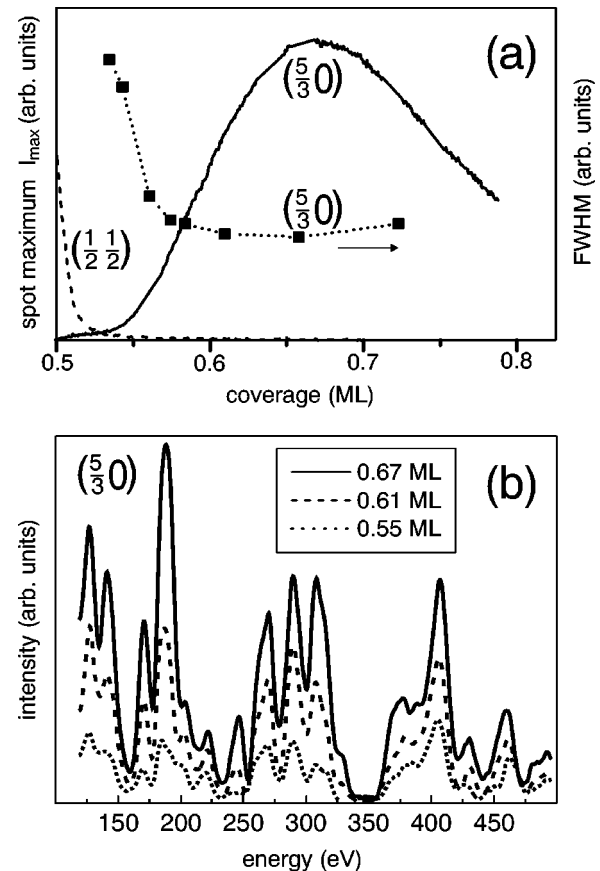 (a)
spot maximum I_max (arb. units)
FWHM (arb. units)
(5/3 0)
(5/3 0)
(1/2 1/2)
0.5 0.6 0.7 0.8
coverage (ML)
(5/3 0)
0.67 ML
0.61 ML
0.55 ML
(b)
intensity (arb. units)
150 200 250 300 350 400 450
energy (eV)